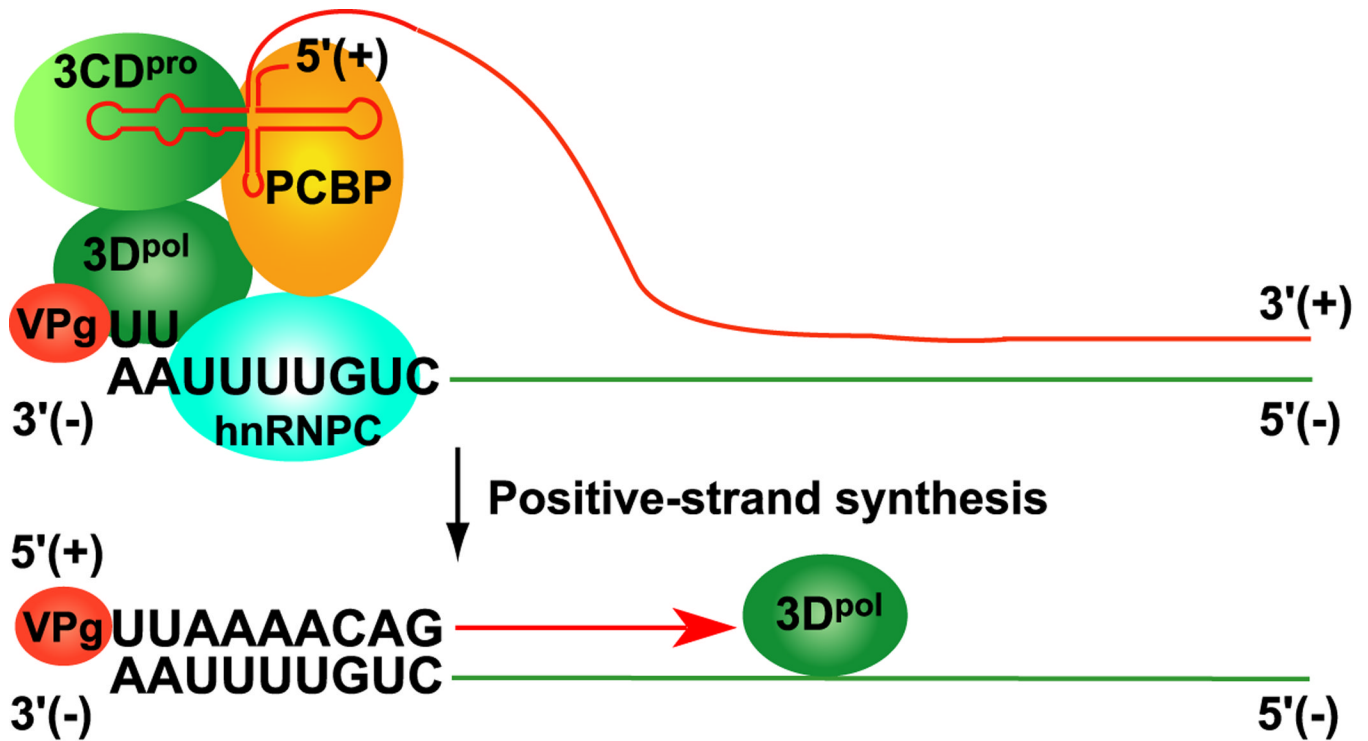 3CDpro
5'(+)
PCBP
3Dpol
VPg
UU
3'(+)
AAUUUUGUC
3'(-)
hnRNPC
5'(-)
Positive-strand synthesis
5'(+)
VPg
UUAAAACAG
3Dpol
AAUUUUGUC
3'(-)
5'(-)